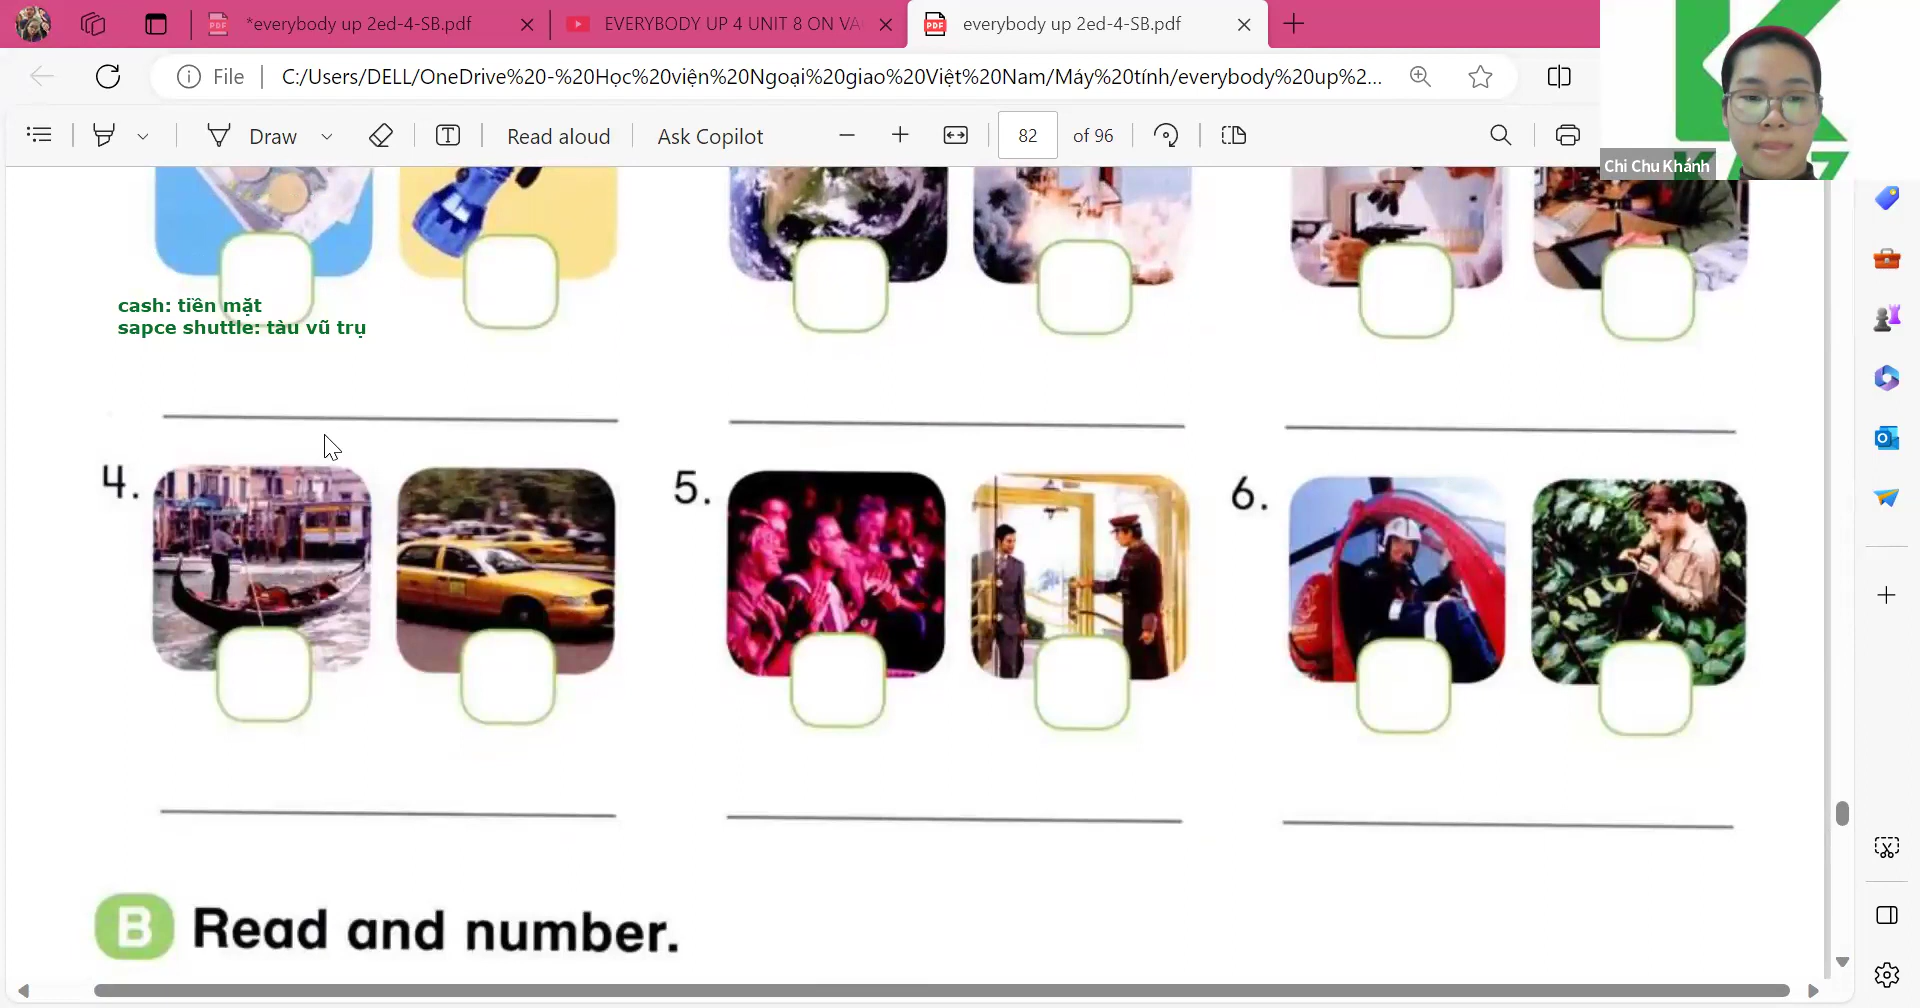 *everybody up 2ed-4-SB.pdf
EVERYBODY UP 4 UNIT 8 ON VA
everybody up 2ed-4-SB.pdf
File
C:/Users/DELL/OneDrive%20-%20Học%20viện%20Ngoại%20giao%20Việt%20Nam/Máy%20tính/everybody%20up%2...
Draw
Read aloud
Ask Copilot
82
of 96
Chi Chu Khánh
cash: tiền mặt
sapce shuttle: tàu vũ trụ
4.
5.
6.
B Read and number.